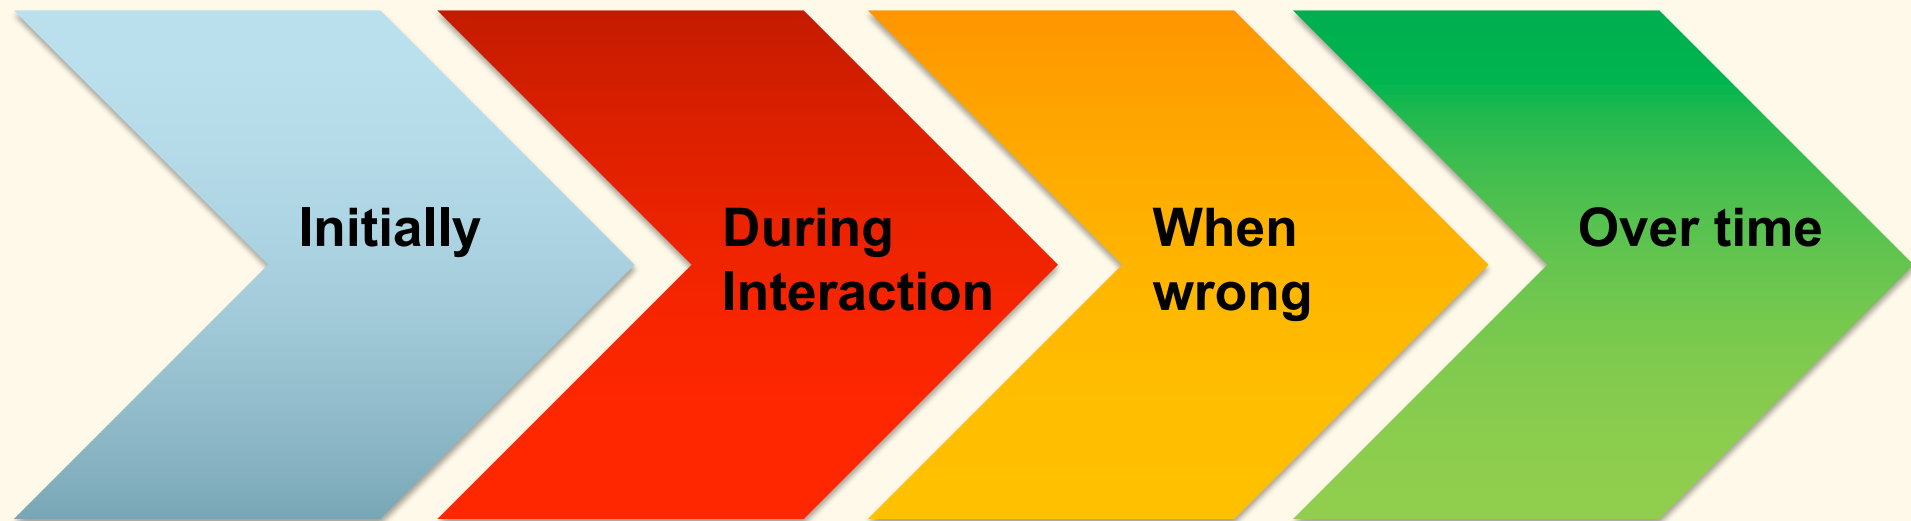 Initially
During
Interaction
When
wrong
Over time